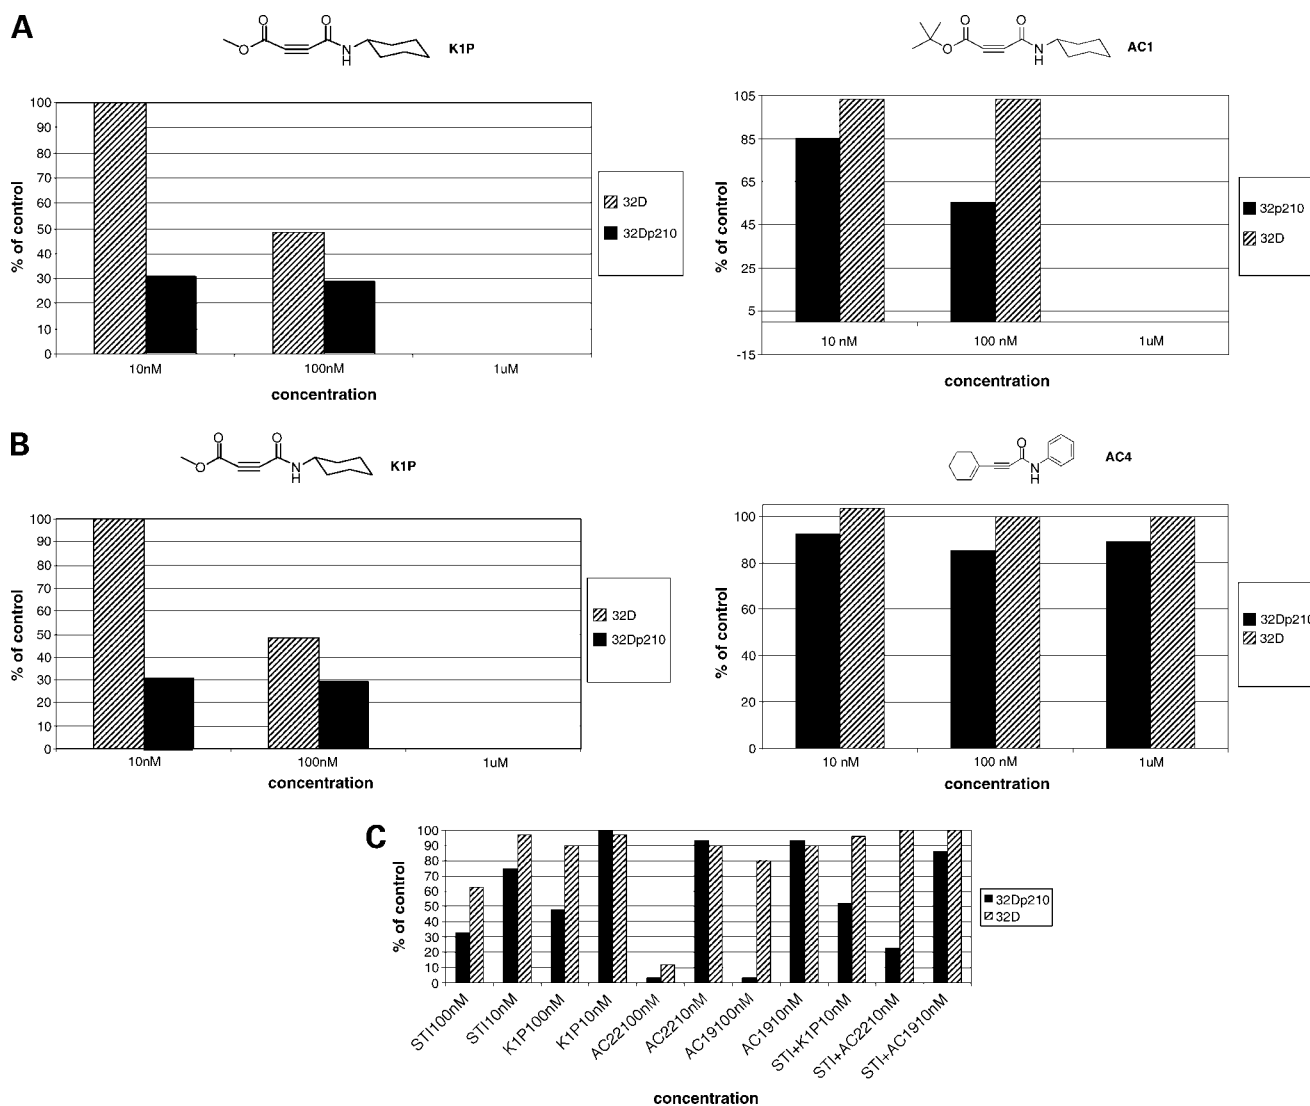 A
O O
O N H K1P
100
90
80
70
60
50
40
30
20
10
0
% of control
10nM 100nM 1uM
concentration
32D
32Dp210
O O
O N H AC1
105
85
65
45
25
5
-15
% of control
10 nM 100 nM 1uM
concentration
32p210
32D
B
O O
O N H K1P
100
90
80
70
60
50
40
30
20
10
0
% of control
10nM 100nM 1uM
concentration
32D
32Dp210
O
N H AC4
100
80
60
40
20
0
% of control
10 nM 100 nM 1uM
concentration
32Dp210
32D
C
100
90
80
70
60
50
40
30
20
10
0
% of control
STI100nM
STI10nM
K1P100nM
K1P10nM
AC22100nM
AC2210nM
AC19100nM
AC1910nM
STI+K1P10nM
STI+AC2210nM
STI+AC1910nM
concentration
32Dp210
32D